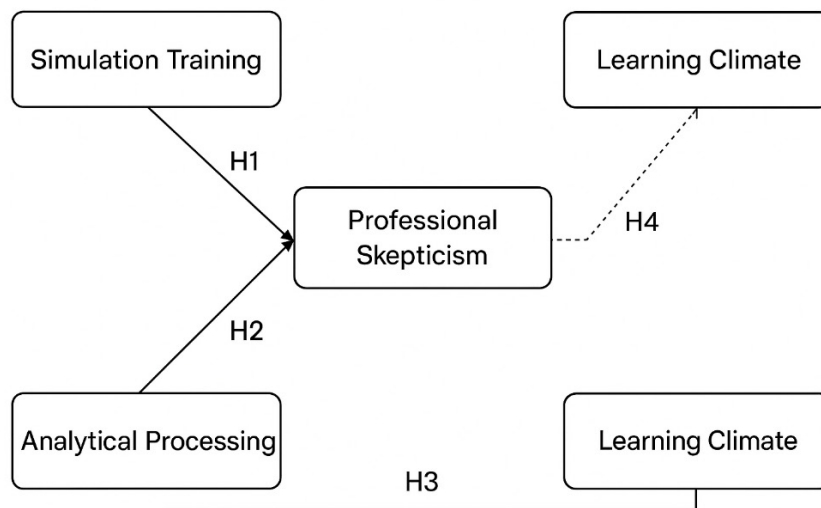 Simulation Training
Learning Climate
H1
Professional
Skepticism
H4
H2
Analytical Processing
Learning Climate
H3